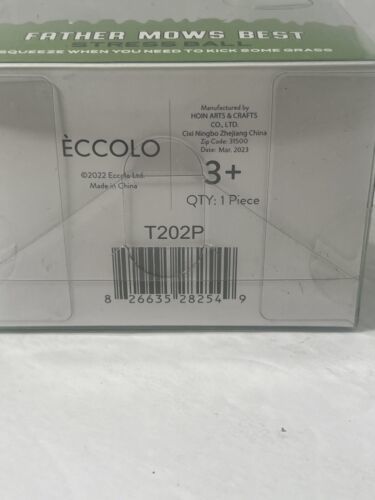 FATHER MOWS BEST
STRESS BALL
SQUEEZE WHEN YOU NEED TO KICK SOME GRASS
ÈCCOLO
©2022 Eccolo Ltd.
Made in China
Manufactured by
HOIN ARTS & CRAFTS
CO., LTD.
Cixi Ningbo Zhejiang China
Zip Code: 31500
Date: Mar. 2023
3+
QTY: 1 Piece
T202P
8 26635 28254 9